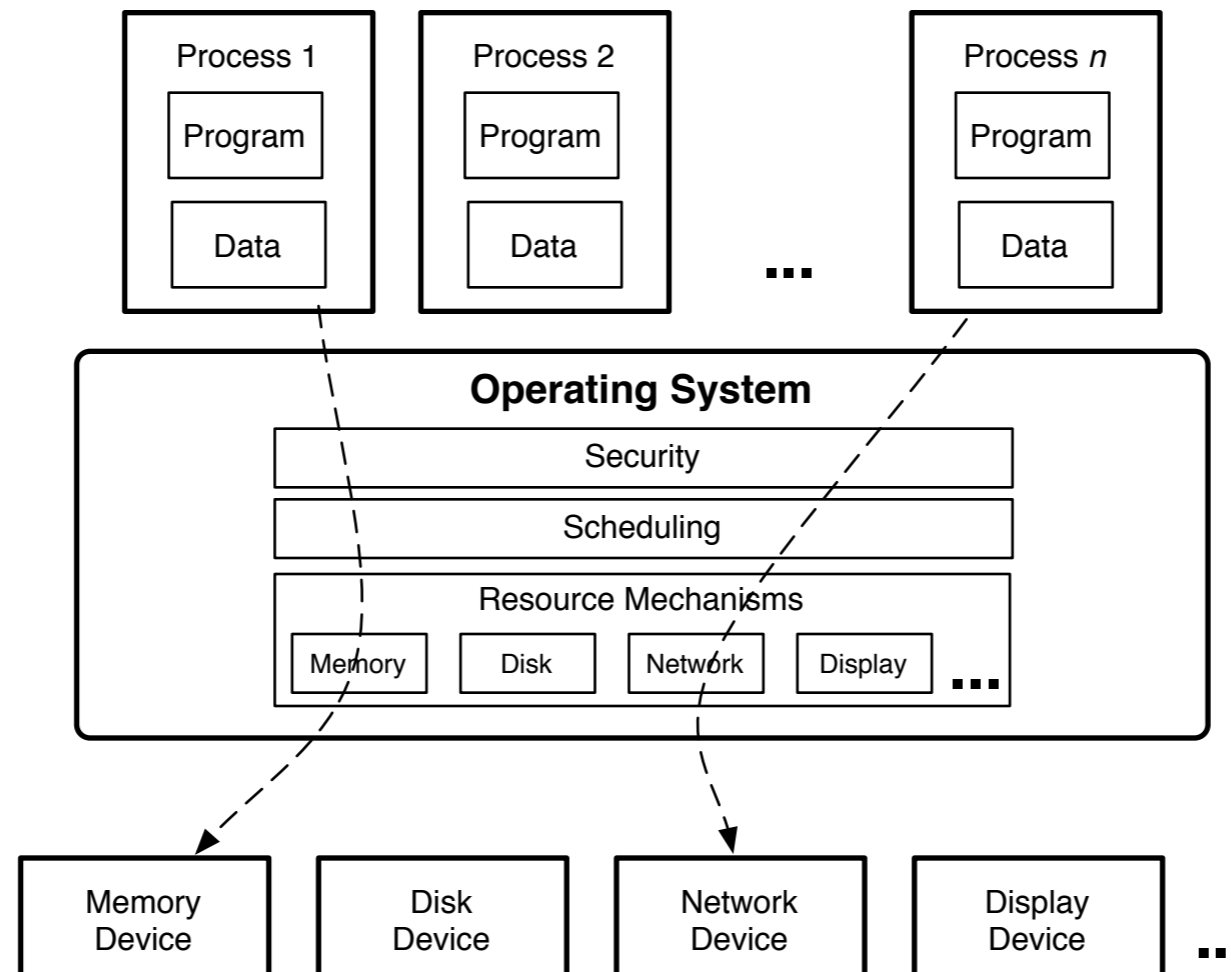 Process 1
Program
Data
Process 2
Program
Data
...
Process n
Program
Data
Operating System
Security
Scheduling
Resource Mechanisms
Memory
Disk
Network
Display
...
Memory
Device
Disk
Device
Network
Device
Display
Device
..